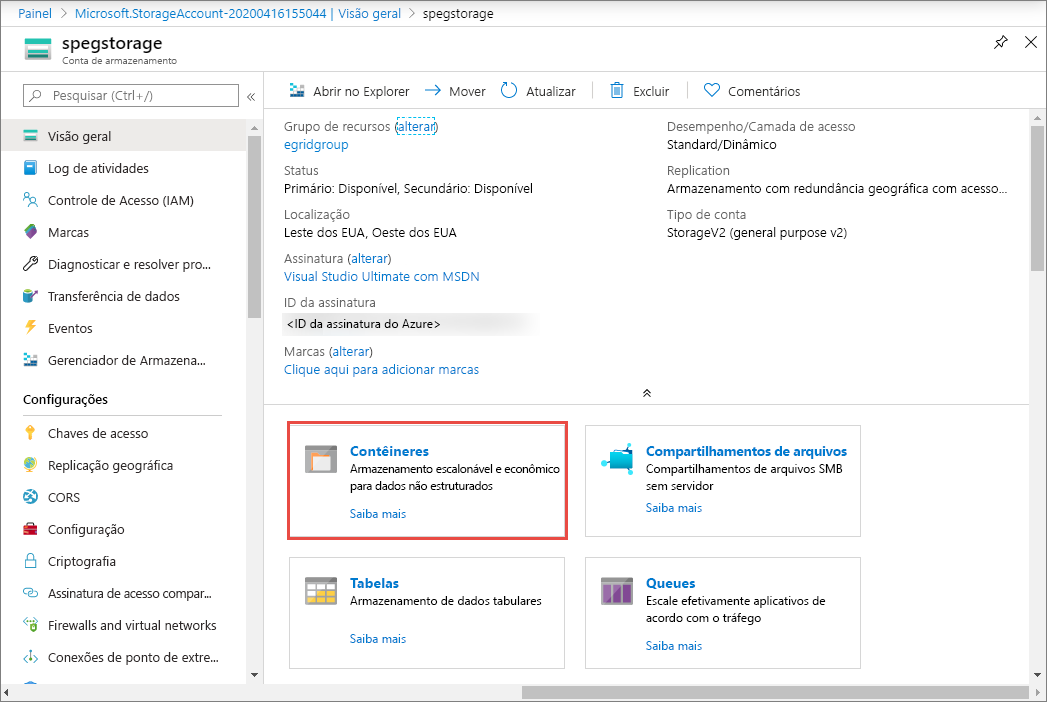 Painel > Microsoft.StorageAccount-20200416155044 | Visão geral > spegstorage
spegstorage
Conta de armazenamento
Pesquisar (Ctrl+/)
Visão geral
Log de atividades
Controle de Acesso (IAM)
Marcas
Diagnosticar e resolver pro...
Transferência de dados
Eventos
Gerenciador de Armazena...
Configurações
Chaves de acesso
Replicação geográfica
CORS
Configuração
Criptografia
Assinatura de acesso compar...
Firewalls and virtual networks
Conexões de ponto de extre...
Abrir no Explorer Mover Atualizar Excluir Comentários
Grupo de recursos (alterar)
egridgroup
Status
Primário: Disponível, Secundário: Disponível
Localização
Leste dos EUA, Oeste dos EUA
Assinatura (alterar)
Visual Studio Ultimate com MSDN
ID da assinatura
<ID da assinatura do Azure>
Marcas (alterar)
Clique aqui para adicionar marcas
Desempenho/Camada de acesso
Standard/Dinâmico
Replication
Armazenamento com redundância geográfica com acesso...
Tipo de conta
StorageV2 (general purpose v2)
Contêineres
Armazenamento escalonável e econômico
para dados não estruturados
Saiba mais
Compartilhamentos de arquivos
Compartilhamentos de arquivos SMB
sem servidor
Saiba mais
Tabelas
Armazenamento de dados tabulares
Saiba mais
Queues
Escale efetivamente aplicativos de
acordo com o tráfego
Saiba mais